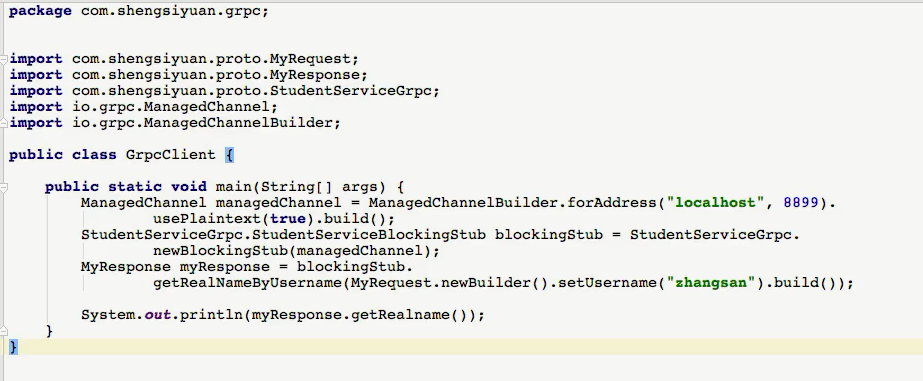 package com.shengsiyuan.grpc;
import com.shengsiyuan.proto.MyRequest;
import com.shengsiyuan.proto.MyResponse;
import com.shengsiyuan.proto.StudentServiceGrpc;
import io.grpc.ManagedChannel;
import io.grpc.ManagedChannelBuilder;
public class GrpcClient {
    public static void main(String[] args) {
        ManagedChannel managedChannel = ManagedChannelBuilder.forAddress("localhost", 8899).
                usePlaintext(true).build();
        StudentServiceGrpc.StudentServiceBlockingStub blockingStub = StudentServiceGrpc.
                newBlockingStub(managedChannel);
        MyResponse myResponse = blockingStub.
                getRealNameByUsername(MyRequest.newBuilder().setUsername("zhangsan").build());
        System.out.println(myResponse.getRealname());
    }
}